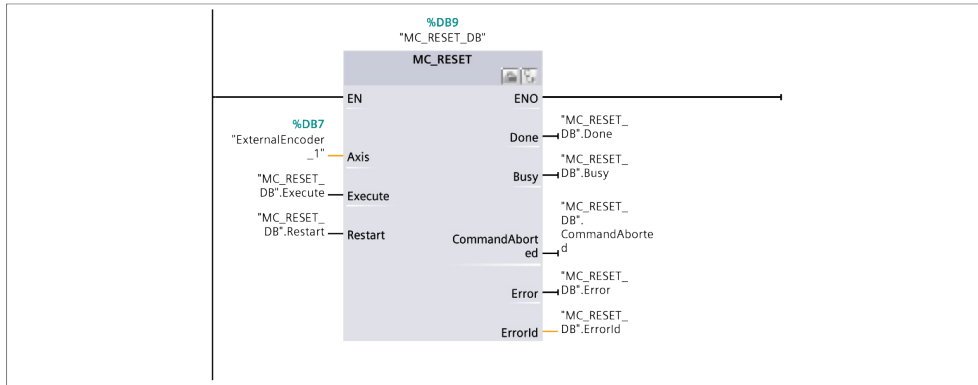 %DB9
"MC_RESET_DB"
MC_RESET
EN
ENO
%DB7
"ExternalEncoder
_1"
Axis
"MC_RESET_
DB".Execute
Execute
"MC_RESET_
DB".Restart
Restart
Done
"MC_RESET_
DB".Done
Busy
"MC_RESET_
DB".Busy
CommandAbort
ed
"MC_RESET_
DB".
CommandAborte
d
Error
"MC_RESET_
DB".Error
ErrorId
"MC_RESET_
DB".ErrorId